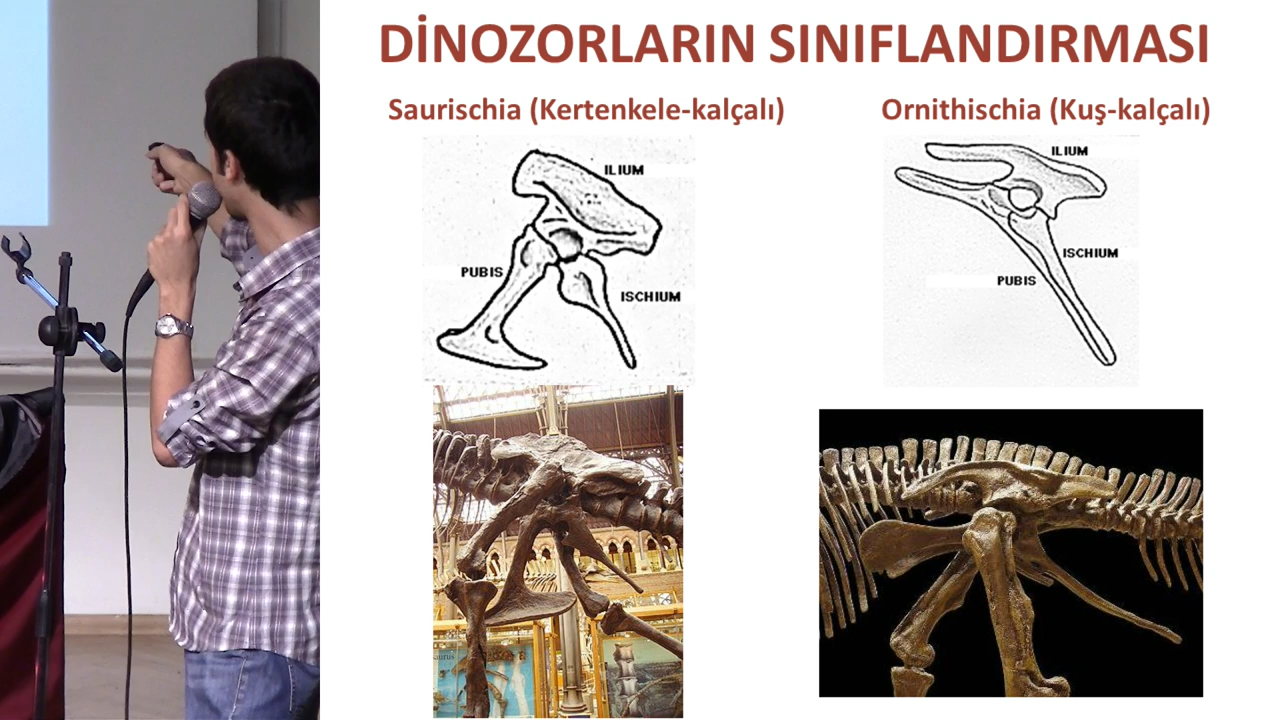 DİNOZORLARIN SINIFLANDIRMASI
Saurischia (Kertenkele-kalçalı)
Ornithischia (Kuş-kalçalı)
ILIUM
PUBIS
ISCHIUM
ILIUM
ISCHIUM
PUBIS